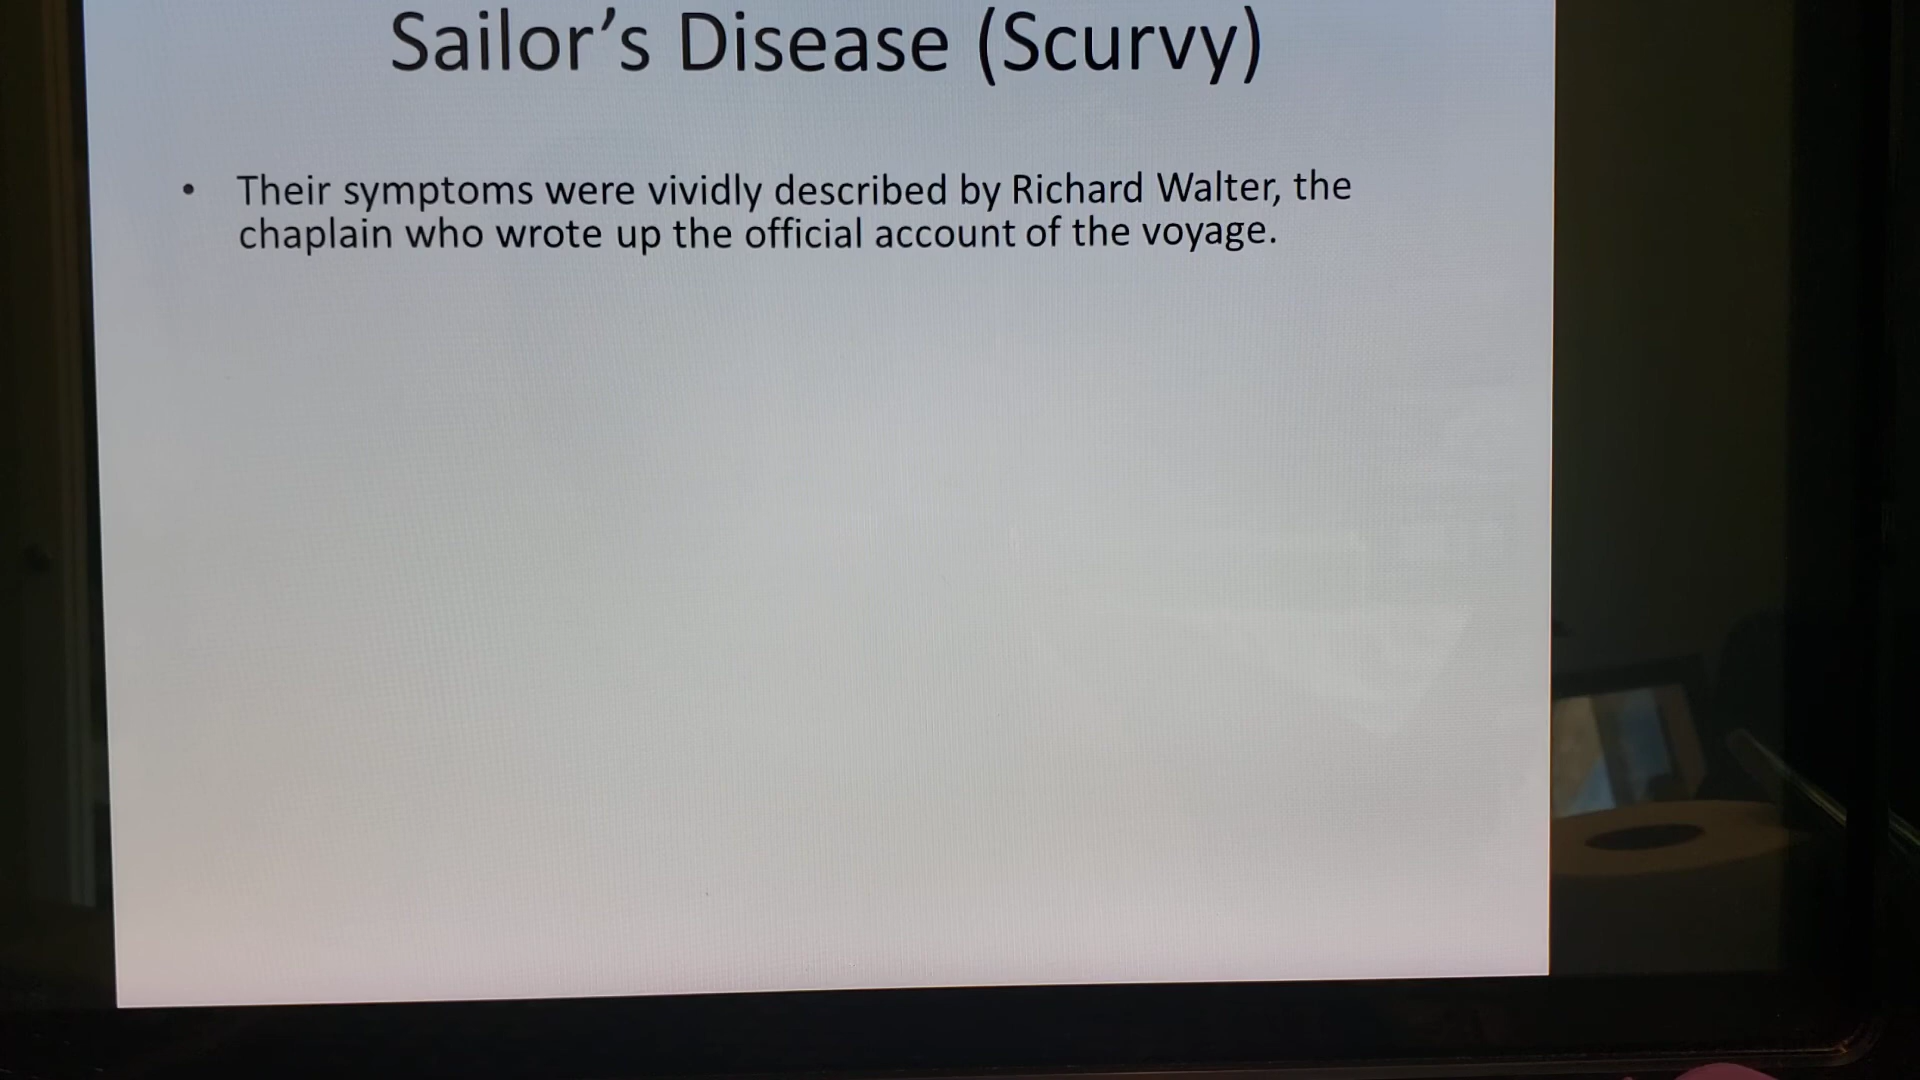 Sailor’s Disease (Scurvy)
• Their symptoms were vividly described by Richard Walter, the
chaplain who wrote up the official account of the voyage.